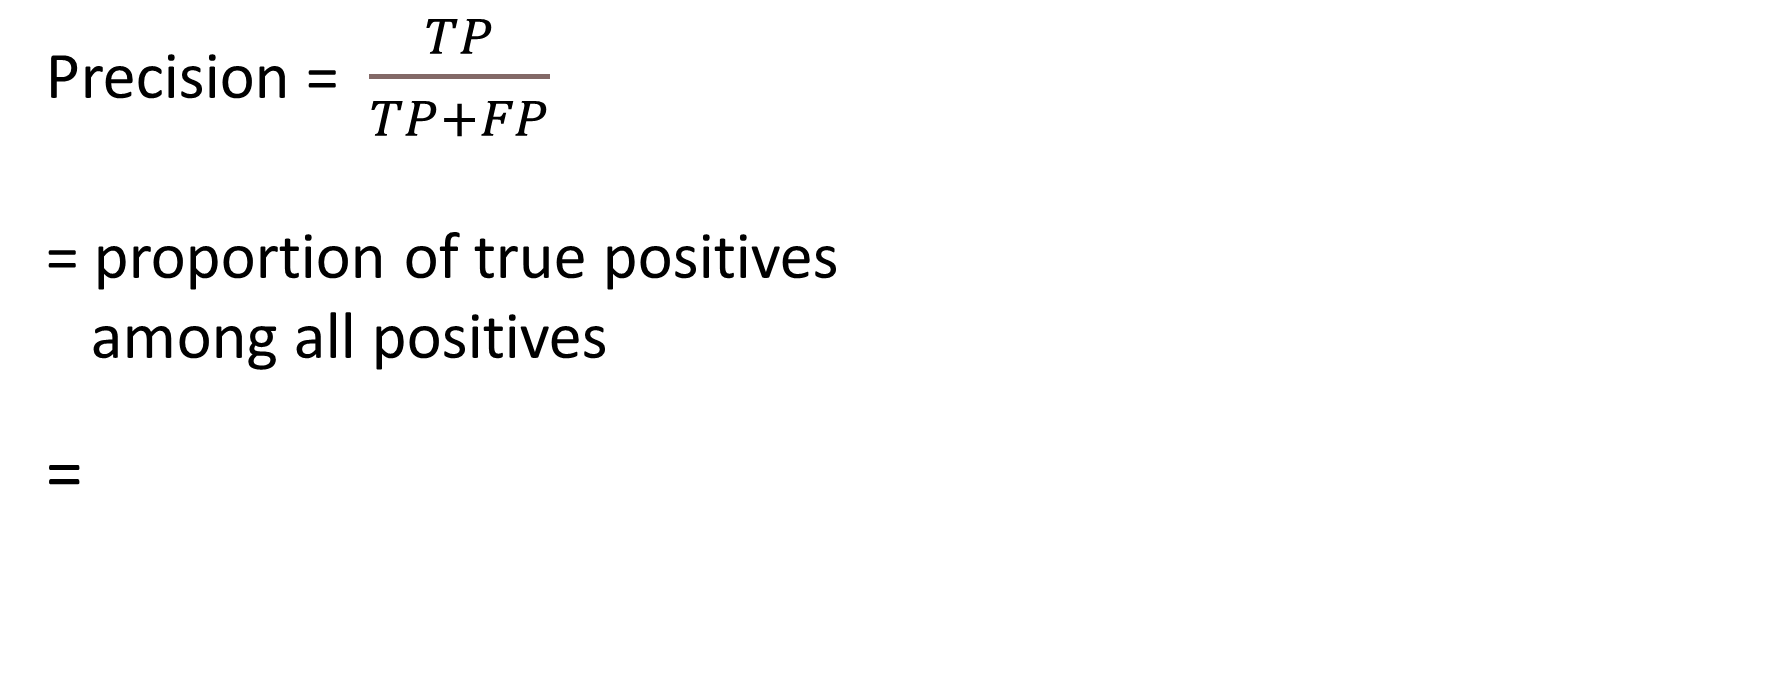 Precision = TP / TP+FP
= proportion of true positives
among all positives
=